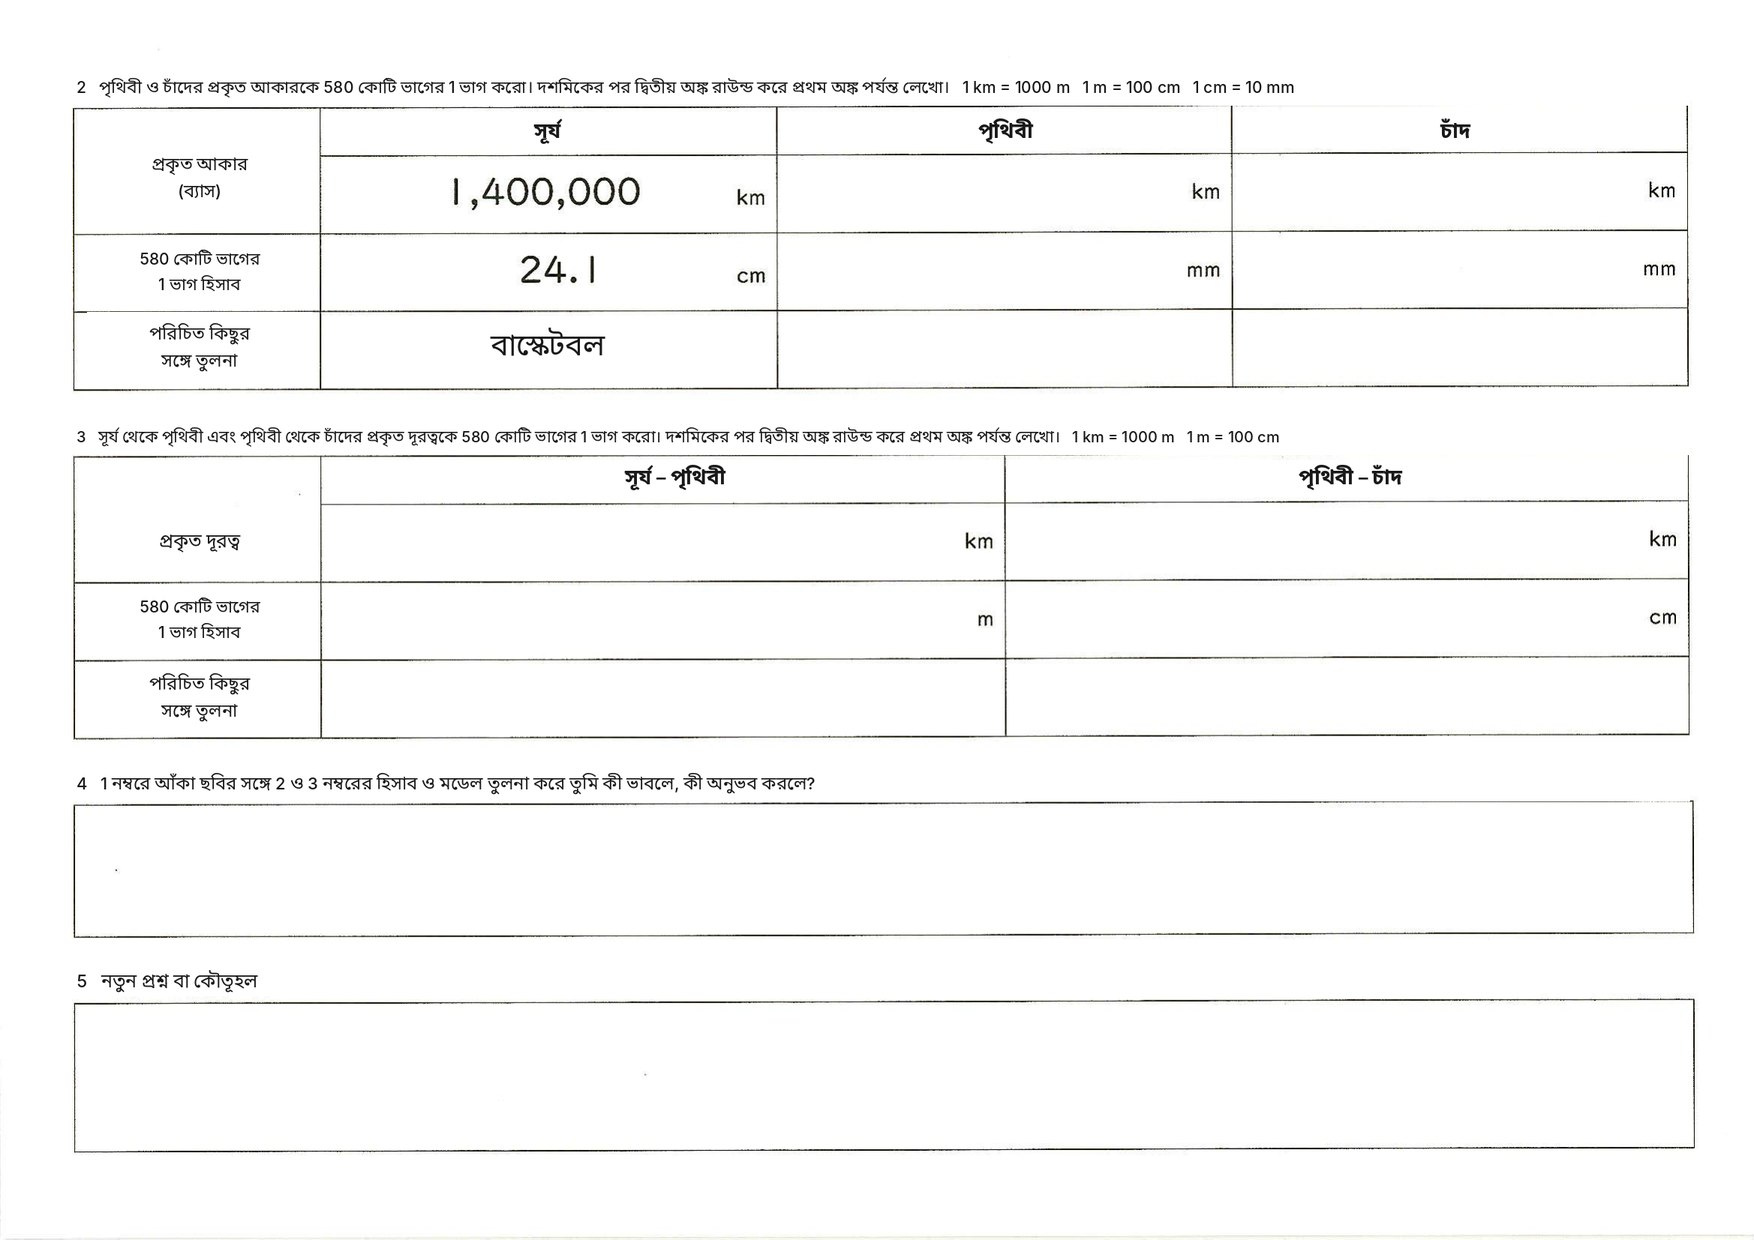 2 পৃথিবী ও চাঁদের প্রকৃত আকারকে 580 কোটি ভাগের 1 ভাগ করো। দশমিকের পর দ্বিতীয় অঙ্ক রাউন্ড করে প্রথম অঙ্ক পর্যন্ত লেখো। 1 km = 1000 m 1 m = 100 cm 1 cm = 10 mm
সূর্য পৃথিবী চাঁদ
প্রকৃত আকার
(ব্যাস)
1,400,000 km km km
580 কোটি ভাগের
1 ভাগ হিসাব
24.1 cm mm mm
পরিচিত কিছুর
সঙ্গে তুলনা
বাস্কেটবল
3 সূর্য থেকে পৃথিবী এবং পৃথিবী থেকে চাঁদের প্রকৃত দূরত্বকে 580 কোটি ভাগের 1 ভাগ করো। দশমিকের পর দ্বিতীয় অঙ্ক রাউন্ড করে প্রথম অঙ্ক পর্যন্ত লেখো। 1 km = 1000 m 1 m = 100 cm
সূর্য – পৃথিবী পৃথিবী – চাঁদ
প্রকৃত দূরত্ব km km
580 কোটি ভাগের
1 ভাগ হিসাব
m cm
পরিচিত কিছুর
সঙ্গে তুলনা
4 1 নম্বরে আঁকা ছবির সঙ্গে 2 ও 3 নম্বরের হিসাব ও মডেল তুলনা করে তুমি কী ভাবলে, কী অনুভব করলে?
5 নতুন প্রশ্ন বা কৌতূহল